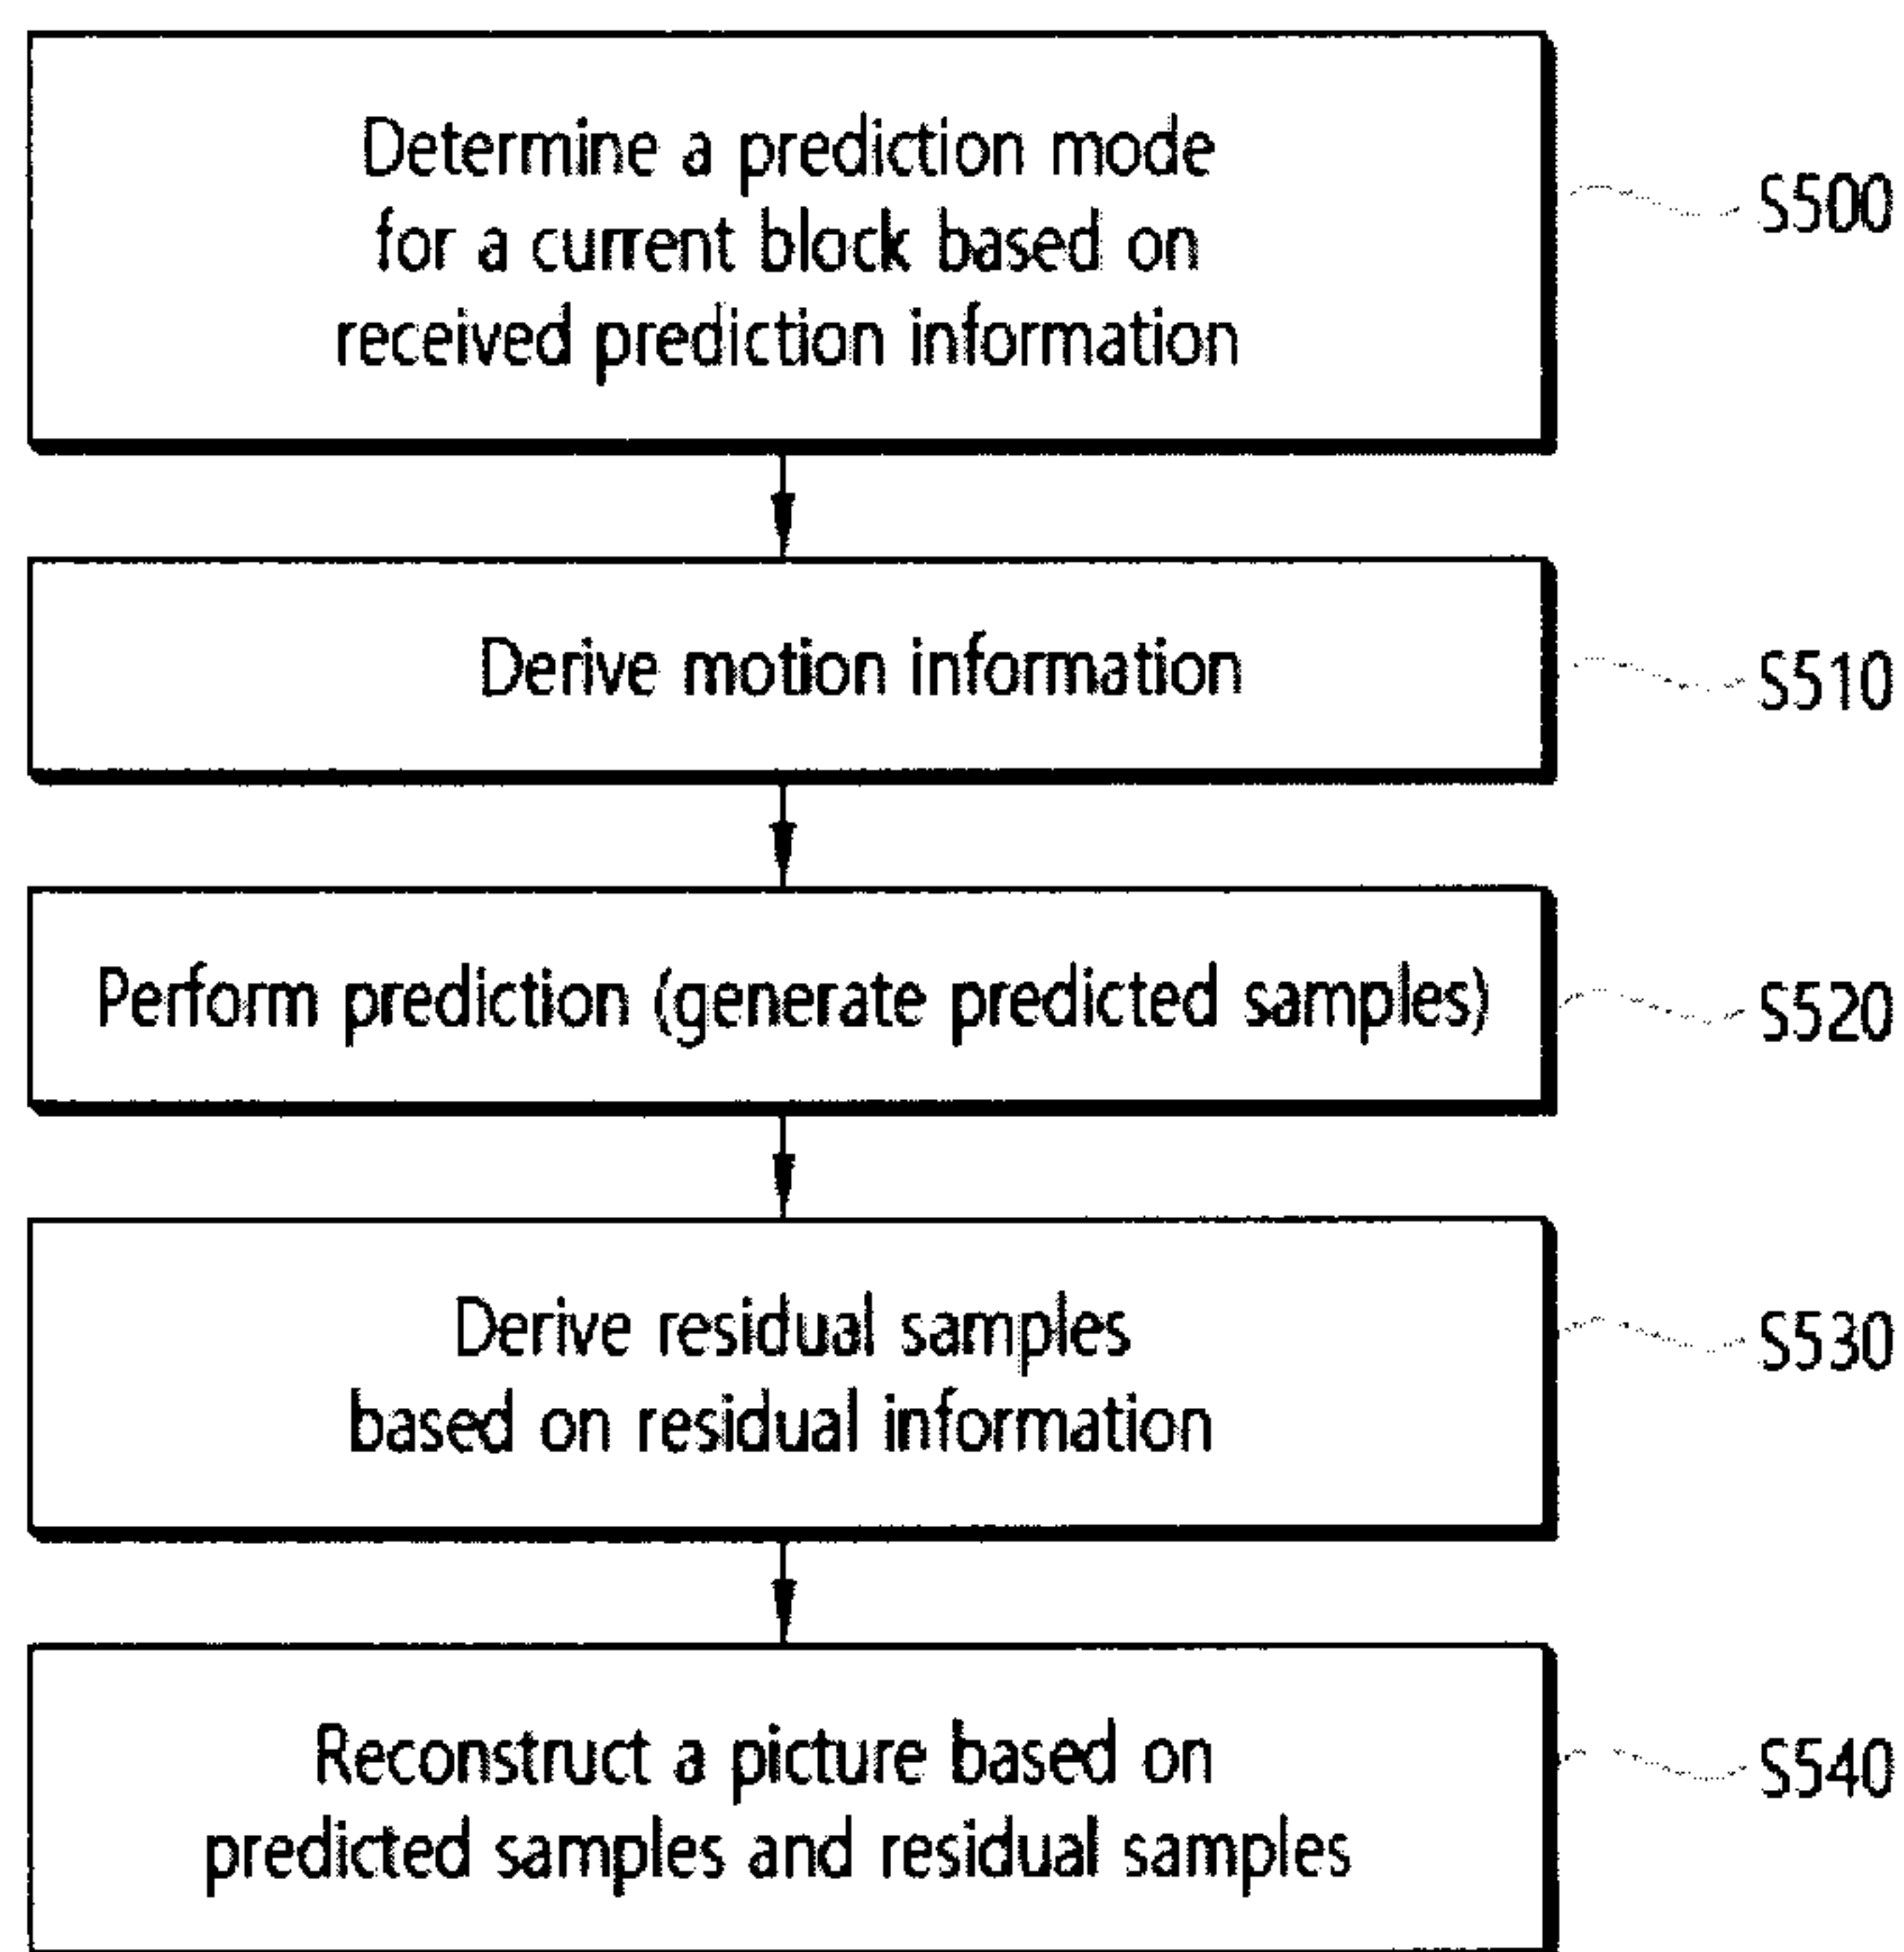 Determine a prediction mode
for a current block based on
received prediction information
S500
Derive motion information
S510
Perform prediction (generate predicted samples)
S520
Derive residual samples
based on residual information
S530
Reconstruct a picture based on
predicted samples and residual samples
S540